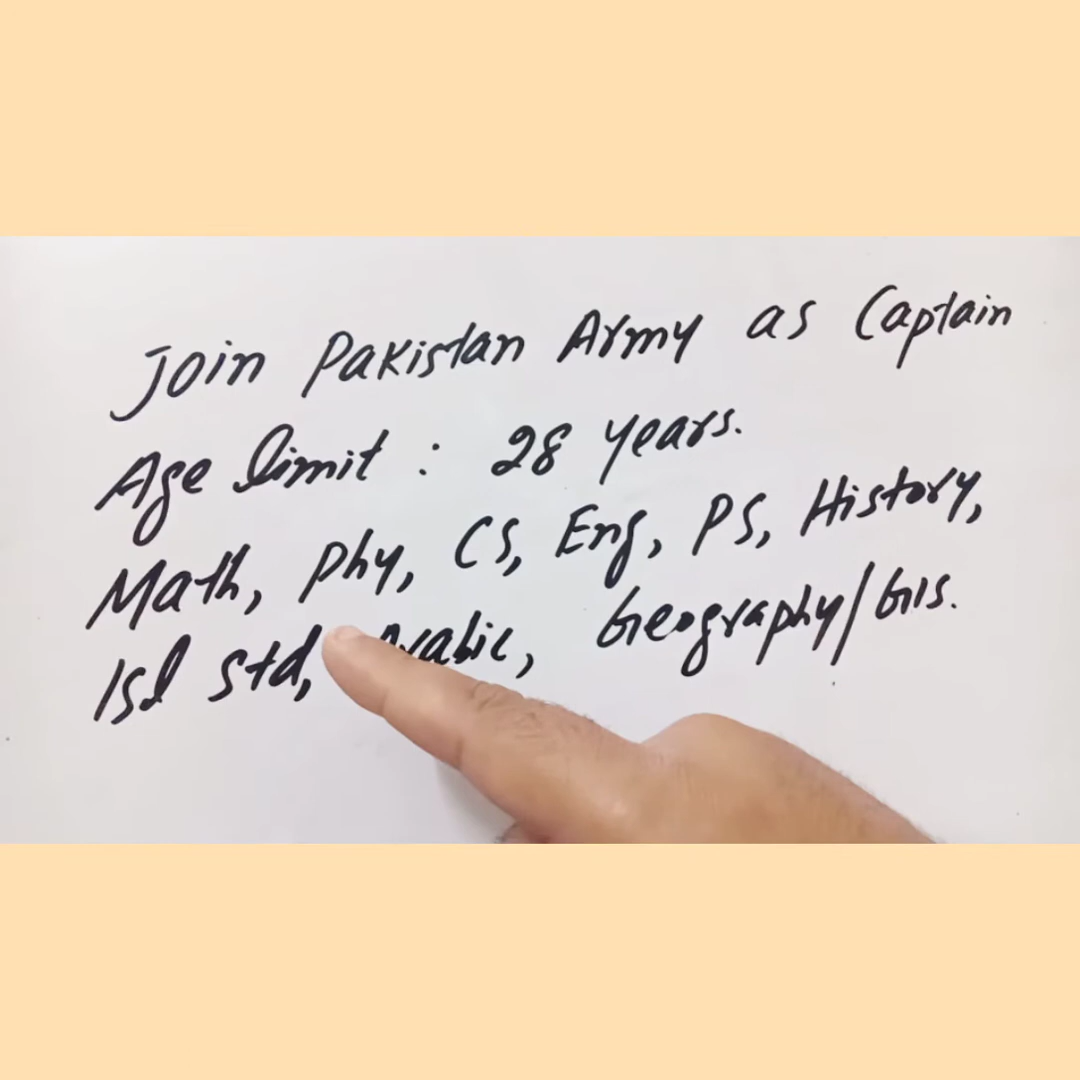 Join Pakistan Army as Captain
Age limit : 28 years.
Math, Phy, CS, Eng, PS, History,
Isl Std, Arabic, Geography/GIS.